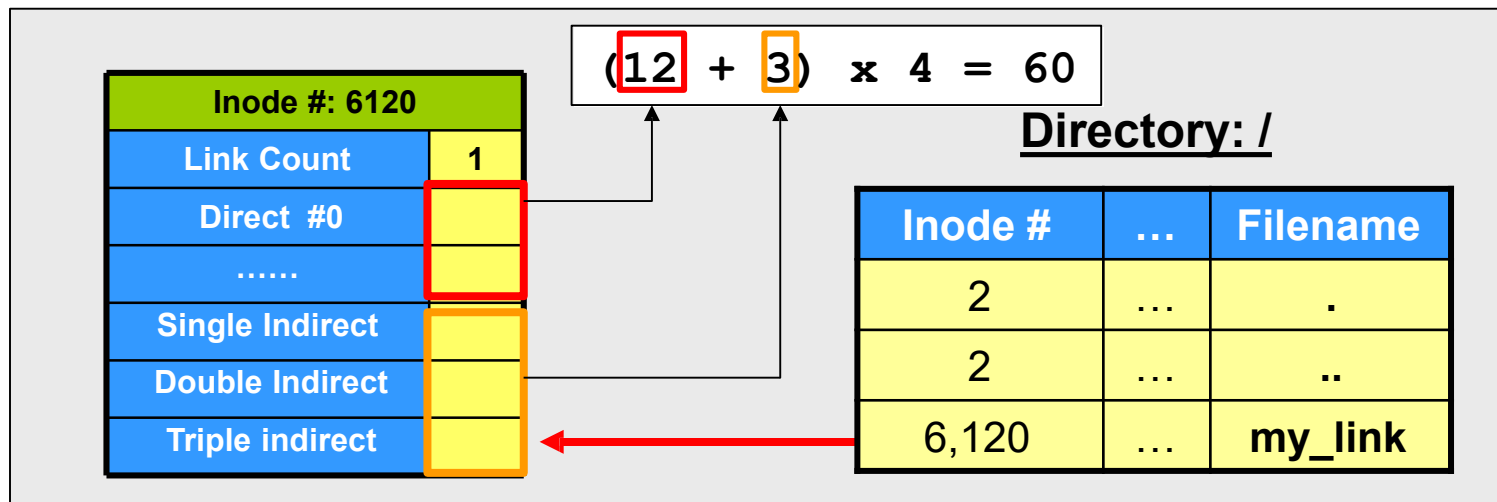 (12 + 3) x 4 = 60
Inode #: 6120
Link Count 1
Direct #0
......
Single Indirect
Double Indirect
Triple indirect
Directory: /
Inode # … Filename
2 … .
2 … ..
6,120 … my_link